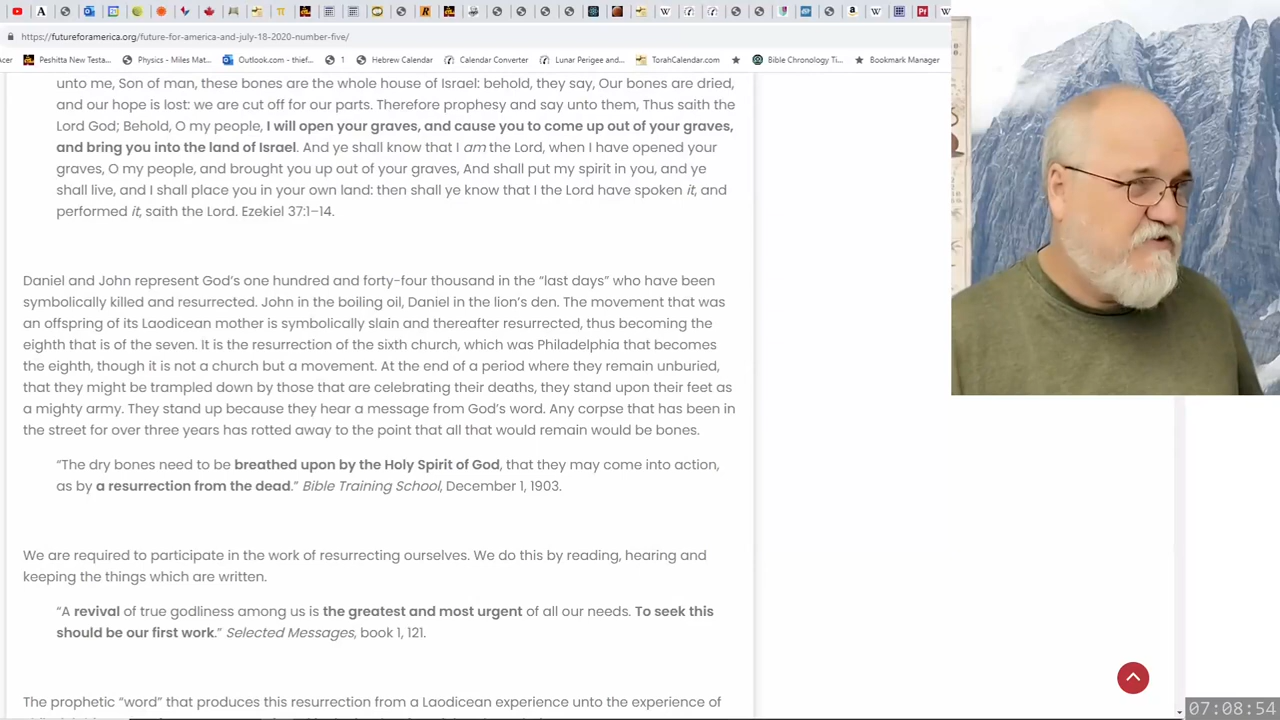 https://futureforamerica.org/future-for-america-and-july-18-2020-number-five/
acer
Peshitta New Testa...
Physics - Miles Mat...
Outlook.com - thief...
1
Hebrew Calendar
Calendar Converter
Lunar Perigee and...
TorahCalendar.com
Bible Chronology Ti...
Bookmark Manager
unto me, Son of man, these bones are the whole house of Israel: behold, they say, Our bones are dried,
and our hope is lost: we are cut off for our parts. Therefore prophesy and say unto them, Thus saith the
Lord God; Behold, O my people, I will open your graves, and cause you to come up out of your graves,
and bring you into the land of Israel. And ye shall know that I am the Lord, when I have opened your
graves, O my people, and brought you up out of your graves, And shall put my spirit in you, and ye
shall live, and I shall place you in your own land: then shall ye know that I the Lord have spoken it, and
performed it, saith the Lord. Ezekiel 37:1–14.
Daniel and John represent God’s one hundred and forty-four thousand in the “last days” who have been
symbolically killed and resurrected. John in the boiling oil, Daniel in the lion’s den. The movement that was
an offspring of its Laodicean mother is symbolically slain and thereafter resurrected, thus becoming the
eighth that is of the seven. It is the resurrection of the sixth church, which was Philadelphia that becomes
the eighth, though it is not a church but a movement. At the end of a period where they remain unburied,
that they might be trampled down by those that are celebrating their deaths, they stand upon their feet as
a mighty army. They stand up because they hear a message from God’s word. Any corpse that has been in
the street for over three years has rotted away to the point that all that would remain would be bones.
“The dry bones need to be breathed upon by the Holy Spirit of God, that they may come into action,
as by a resurrection from the dead.” Bible Training School, December 1, 1903.
We are required to participate in the work of resurrecting ourselves. We do this by reading, hearing and
keeping the things which are written.
“A revival of true godliness among us is the greatest and most urgent of all our needs. To seek this
should be our first work.” Selected Messages, book 1, 121.
The prophetic “word” that produces this resurrection from a Laodicean experience unto the experience of
07:08:54